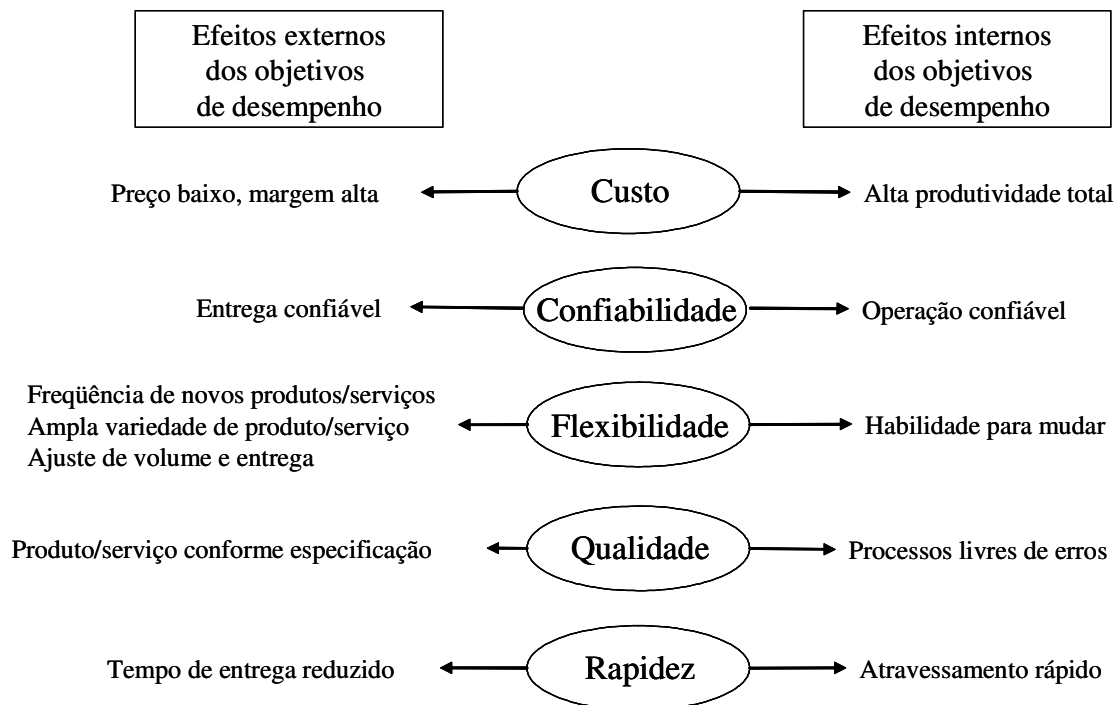 Efeitos externos
dos objetivos
de desempenho
Efeitos internos
dos objetivos
de desempenho
Preço baixo, margem alta
Custo
Alta produtividade total
Entrega confiável
Confiabilidade
Operação confiável
Freqüência de novos produtos/serviços
Ampla variedade de produto/serviço
Ajuste de volume e entrega
Flexibilidade
Habilidade para mudar
Produto/serviço conforme especificação
Qualidade
Processos livres de erros
Tempo de entrega reduzido
Rapidez
Atravessamento rápido